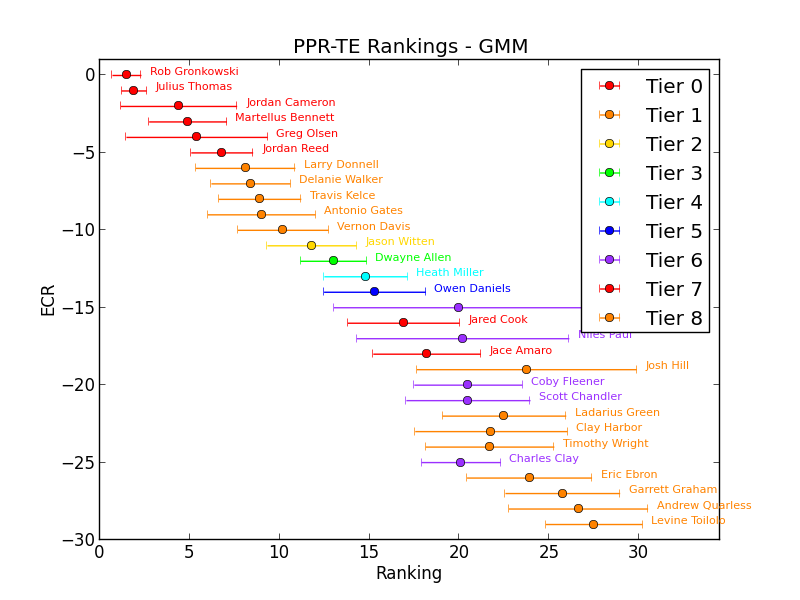 PPR-TE Rankings - GMM
Rob Gronkowski
Julius Thomas
Jordan Cameron
Martellus Bennett
Greg Olsen
Jordan Reed
Larry Donnell
Delanie Walker
Travis Kelce
Antonio Gates
Vernon Davis
Jason Witten
Dwayne Allen
Heath Miller
Owen Daniels
Jared Cook
Niles Paul
Jace Amaro
Josh Hill
Coby Fleener
Scott Chandler
Ladarius Green
Clay Harbor
Timothy Wright
Charles Clay
Eric Ebron
Garrett Graham
Andrew Quarless
Levine Toilolo
Tier 0
Tier 1
Tier 2
Tier 3
Tier 4
Tier 5
Tier 6
Tier 7
Tier 8
ECR
0
−5
−10
−15
−20
−25
−30
0 5 10 15 20 25 30
Ranking